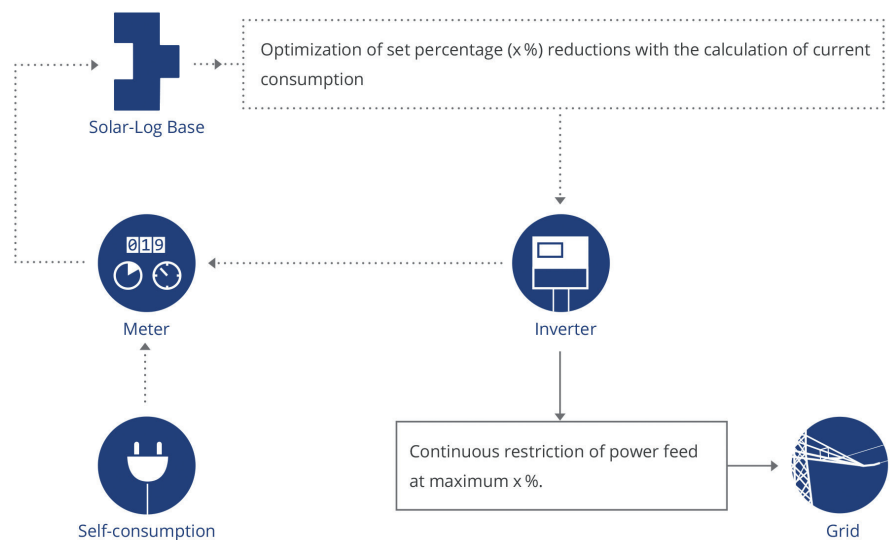 Optimization of set percentage (x %) reductions with the calculation of current
consumption
Solar-Log Base
019
Meter
Inverter
Continuous restriction of power feed
at maximum x %.
Self-consumption
Grid